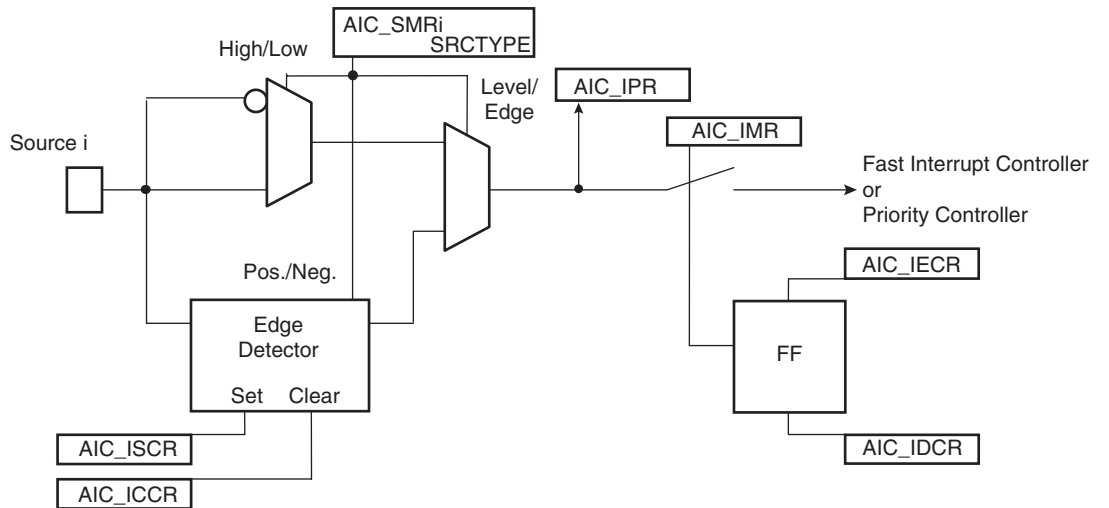 AIC_SMRi
SRCTYPE
High/Low
Level/
Edge
AIC_IPR
AIC_IMR
Source i
Fast Interrupt Controller
or
Priority Controller
Pos./Neg.
AIC_IECR
Edge
Detector
FF
Set Clear
AIC_ISCR
AIC_IDCR
AIC_ICCR